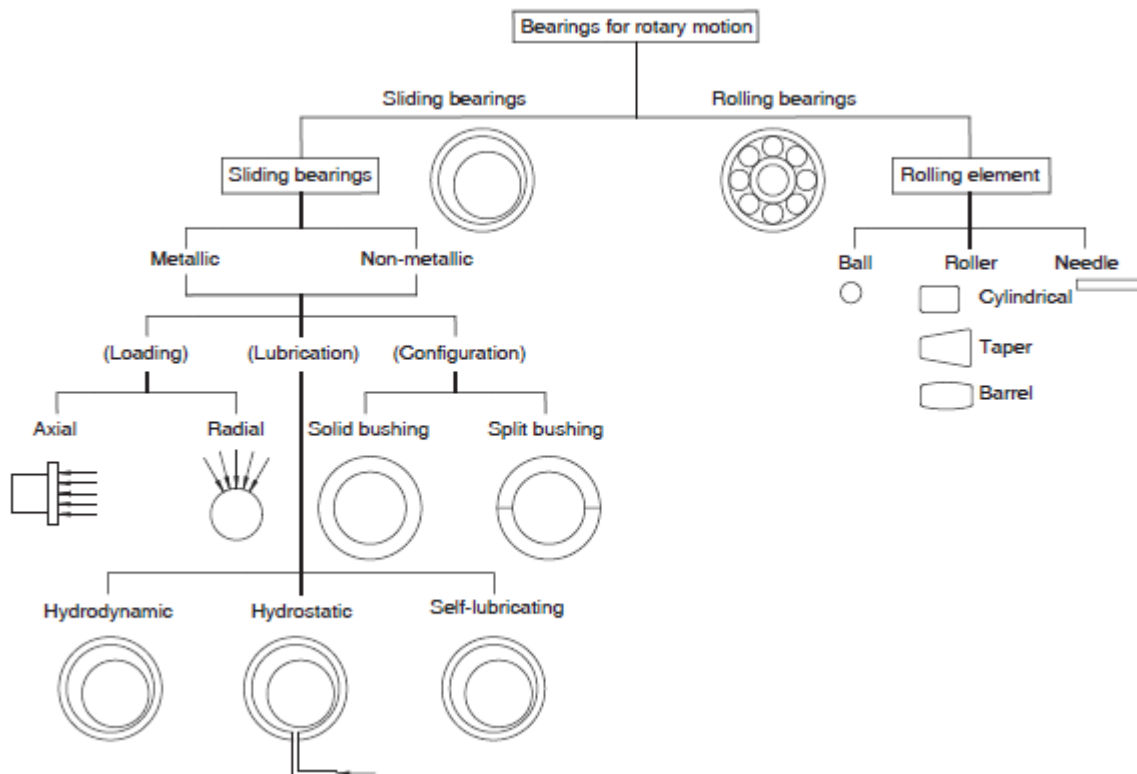 Bearings for rotary motion
Sliding bearings
Rolling bearings
Sliding bearings
Rolling element
Metallic
Non-metallic
Ball
Roller
Needle
Cylindrical
(Loading)
(Lubrication)
(Configuration)
Taper
Barrel
Axial
Radial
Solid bushing
Split bushing
Hydrodynamic
Hydrostatic
Self-lubricating